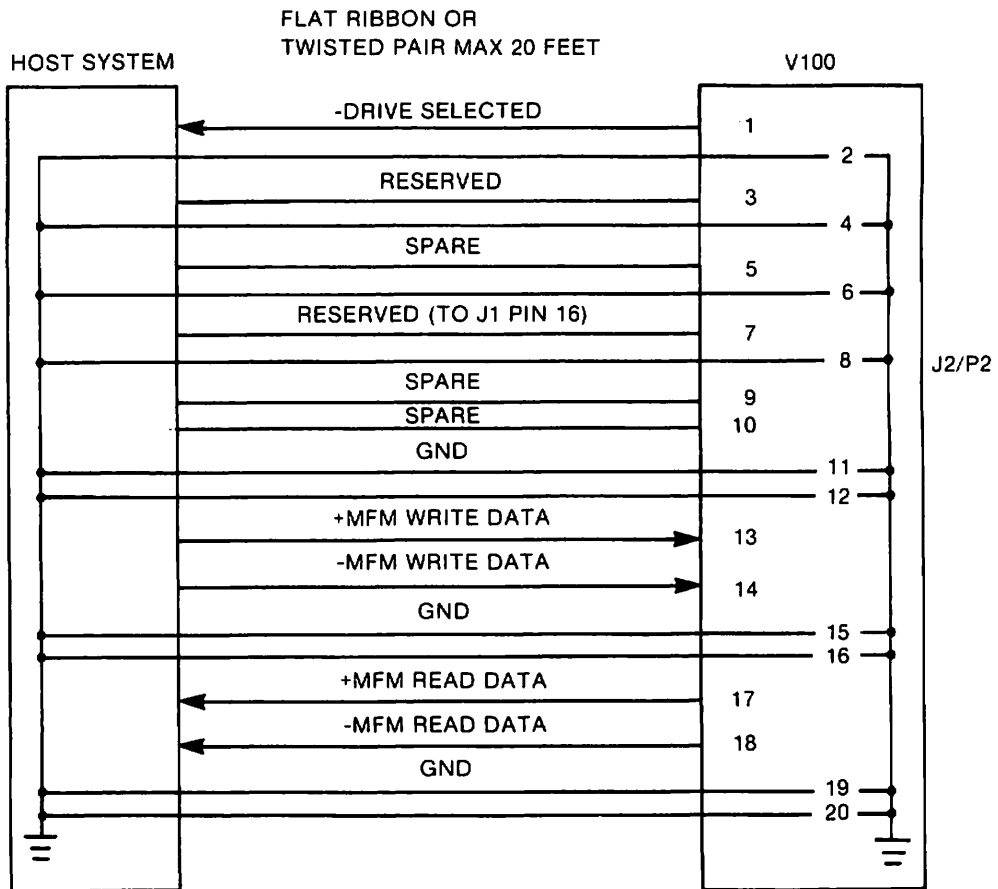 FLAT RIBBON OR
TWISTED PAIR MAX 20 FEET
HOST SYSTEM
V100
-DRIVE SELECTED
1
2
RESERVED
3
4
SPARE
5
6
RESERVED (TO J1 PIN 16)
7
8
J2/P2
SPARE
9
SPARE
10
GND
11
12
+MFM WRITE DATA
13
-MFM WRITE DATA
14
GND
15
16
+MFM READ DATA
17
-MFM READ DATA
18
GND
19
20